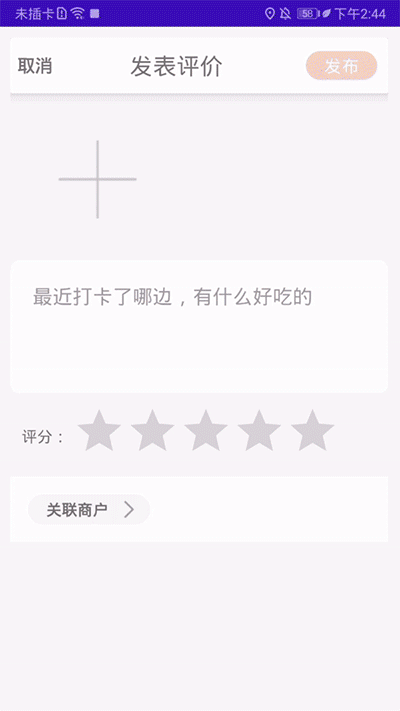 未插卡 58 下午2:44
取消 发表评价 发布
最近打卡了哪边，有什么好吃的
评分：
关联商户